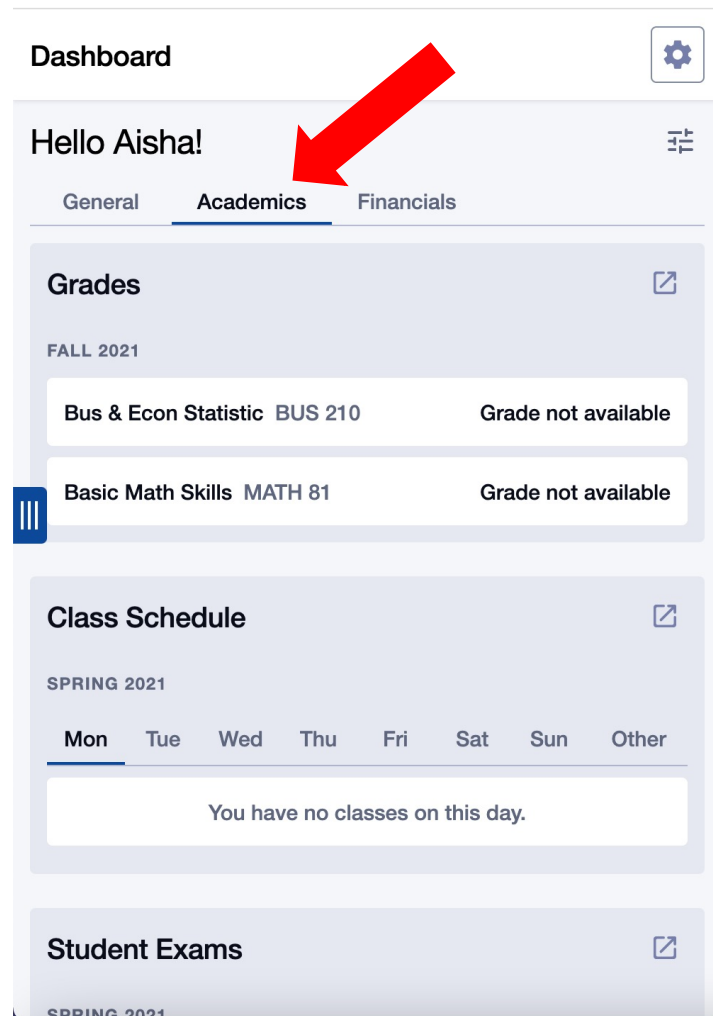 Dashboard
Hello Aisha!
General Academics Financials
Grades
FALL 2021
Bus & Econ Statistic BUS 210 Grade not available
Basic Math Skills MATH 81 Grade not available
Class Schedule
SPRING 2021
Mon Tue Wed Thu Fri Sat Sun Other
You have no classes on this day.
Student Exams
SPRING 2021